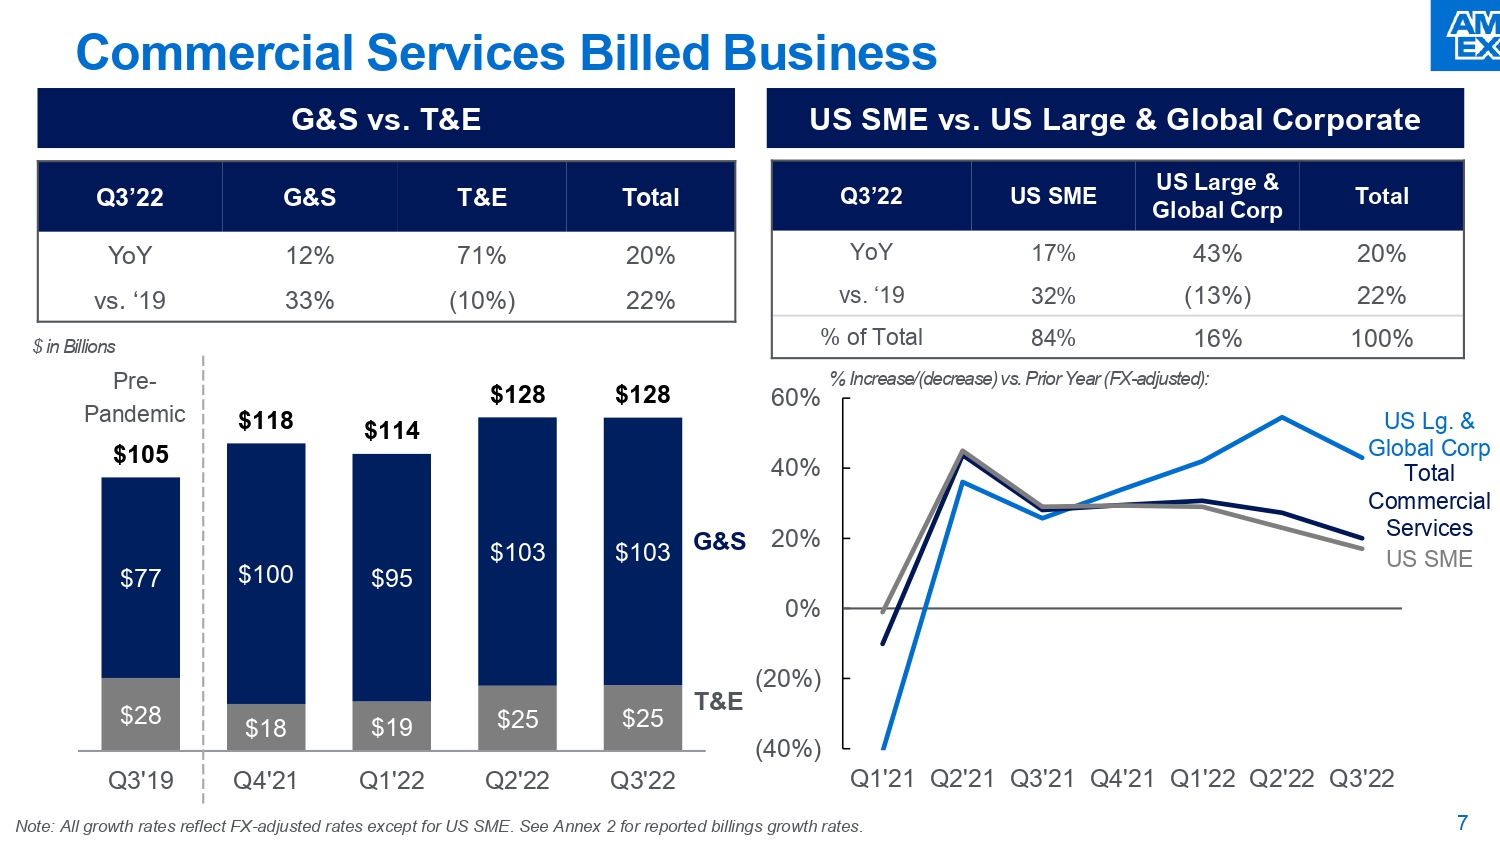 Commercial Services Billed Business
AM
EX
G&S vs. T&E
Q3’22 G&S T&E Total
YoY 12% 71% 20%
vs. ‘19 33% (10%) 22%
$ in Billions
Pre-
Pandemic
$105 $118 $114 $128 $128
$77 $100 $95 $103 $103
G&S
$28 $18 $19 $25 $25
T&E
Q3'19 Q4'21 Q1'22 Q2'22 Q3'22
US SME vs. US Large & Global Corporate
Q3’22 US SME US Large & Global Corp Total
YoY 17% 43% 20%
vs. ‘19 32% (13%) 22%
% of Total 84% 16% 100%
% Increase/(decrease) vs. Prior Year (FX-adjusted):
60%
40%
20%
0%
(20%)
(40%)
US Lg. &
Global Corp
Total
Commercial
Services
US SME
Q1'21 Q2'21 Q3'21 Q4'21 Q1'22 Q2'22 Q3'22
Note: All growth rates reflect FX-adjusted rates except for US SME. See Annex 2 for reported billings growth rates.
7